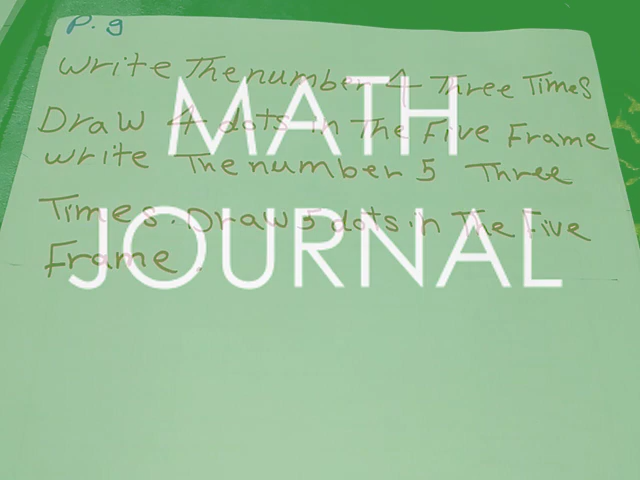 P. 9
Write The number 4 Three Times
Draw 4 dots in The Five Frame
write The number 5 Three
Times. Draw 5 dots in The Five
Frame.
MATH
JOURNAL